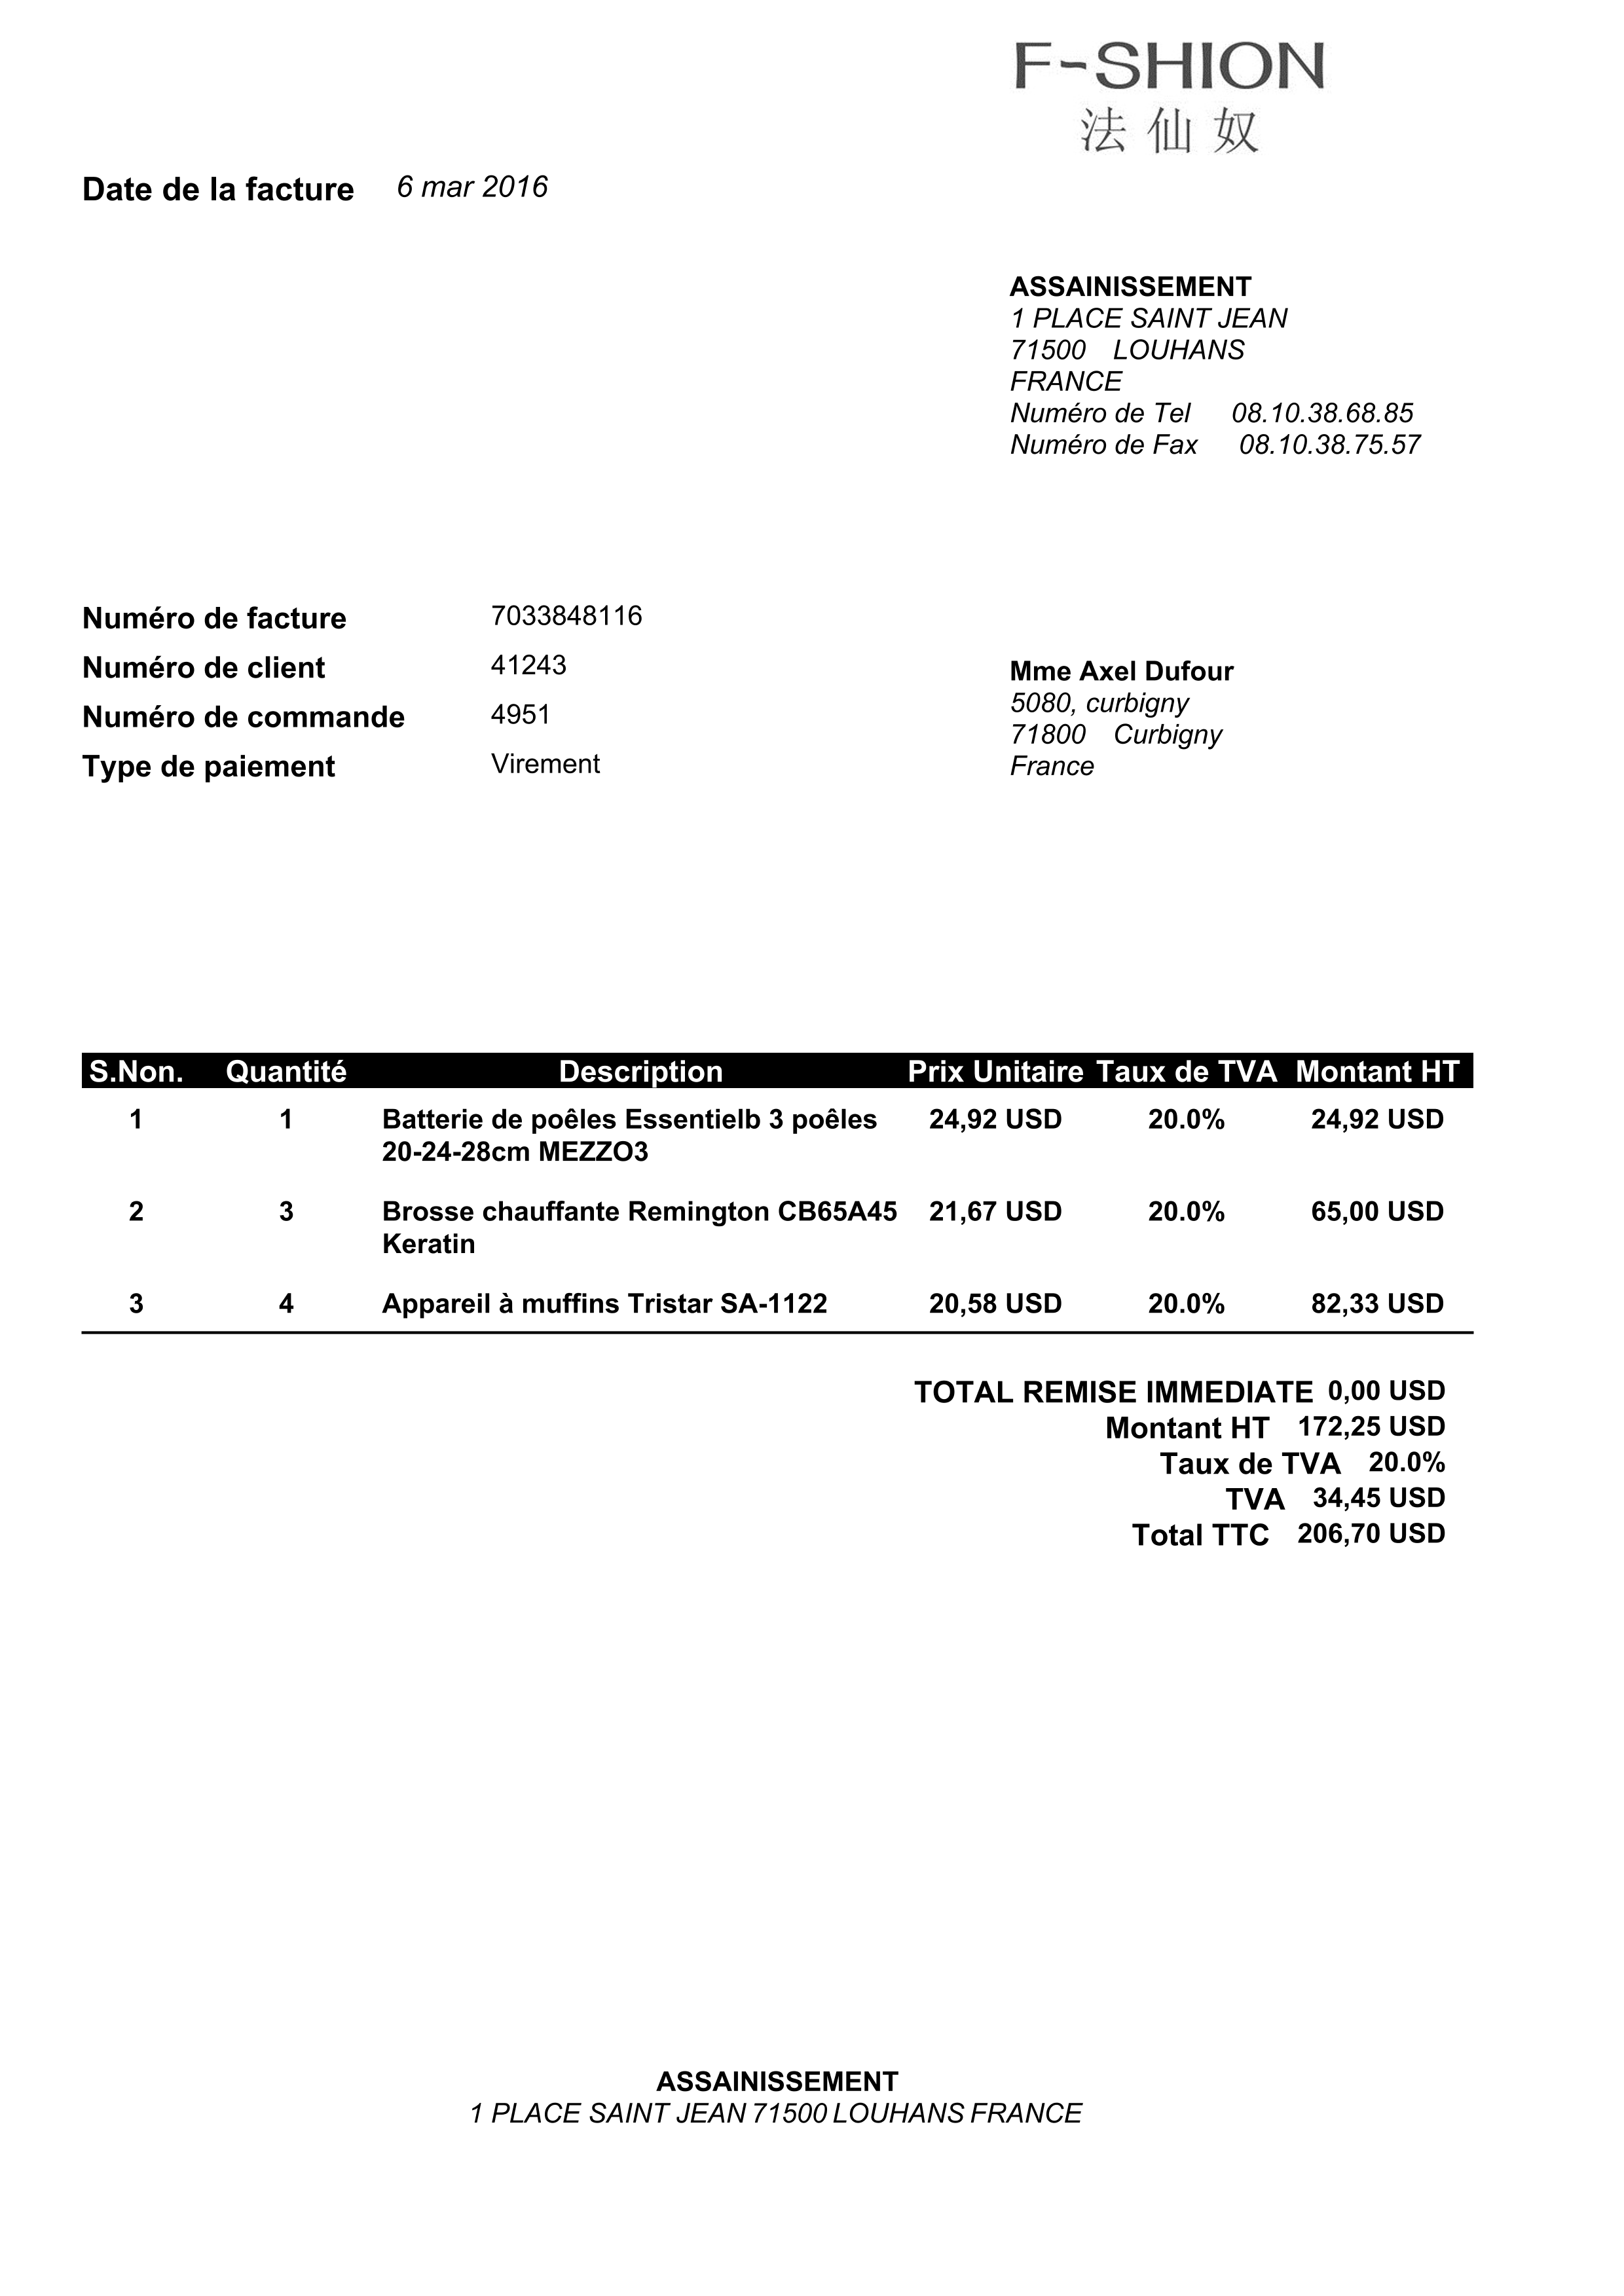 F-SHION
法仙奴
Date de la facture 6 mar 2016
ASSAINISSEMENT
1 PLACE SAINT JEAN
71500 LOUHANS
FRANCE
Numéro de Tel 08.10.38.68.85
Numéro de Fax 08.10.38.75.57
Numéro de facture 7033848116
Numéro de client 41243
Numéro de commande 4951
Type de paiement Virement
Mme Axel Dufour
5080, curbigny
71800 Curbigny
France
S.Non. Quantité Description Prix Unitaire Taux de TVA Montant HT
1 1 Batterie de poêles Essentielb 3 poêles 24,92 USD 20.0% 24,92 USD
20-24-28cm MEZZO3
2 3 Brosse chauffante Remington CB65A45 21,67 USD 20.0% 65,00 USD
Keratin
3 4 Appareil à muffins Tristar SA-1122 20,58 USD 20.0% 82,33 USD
TOTAL REMISE IMMEDIATE 0,00 USD
Montant HT 172,25 USD
Taux de TVA 20.0%
TVA 34,45 USD
Total TTC 206,70 USD
ASSAINISSEMENT
1 PLACE SAINT JEAN 71500 LOUHANS FRANCE